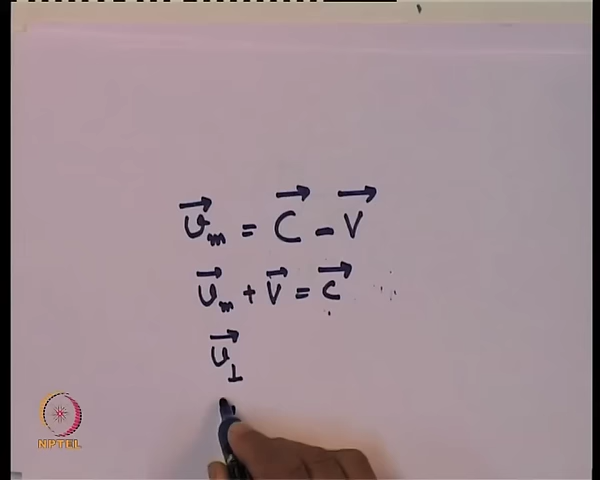 v⃗ₘ = C⃗ - V⃗
v⃗ₘ + V⃗ = C⃗
v⃗⊥
NPTEL